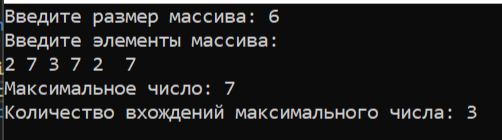 Введите размер массива: 6
Введите элементы массива:
2 7 3 7 2  7
Максимальное число: 7
Количество вхождений максимального числа: 3